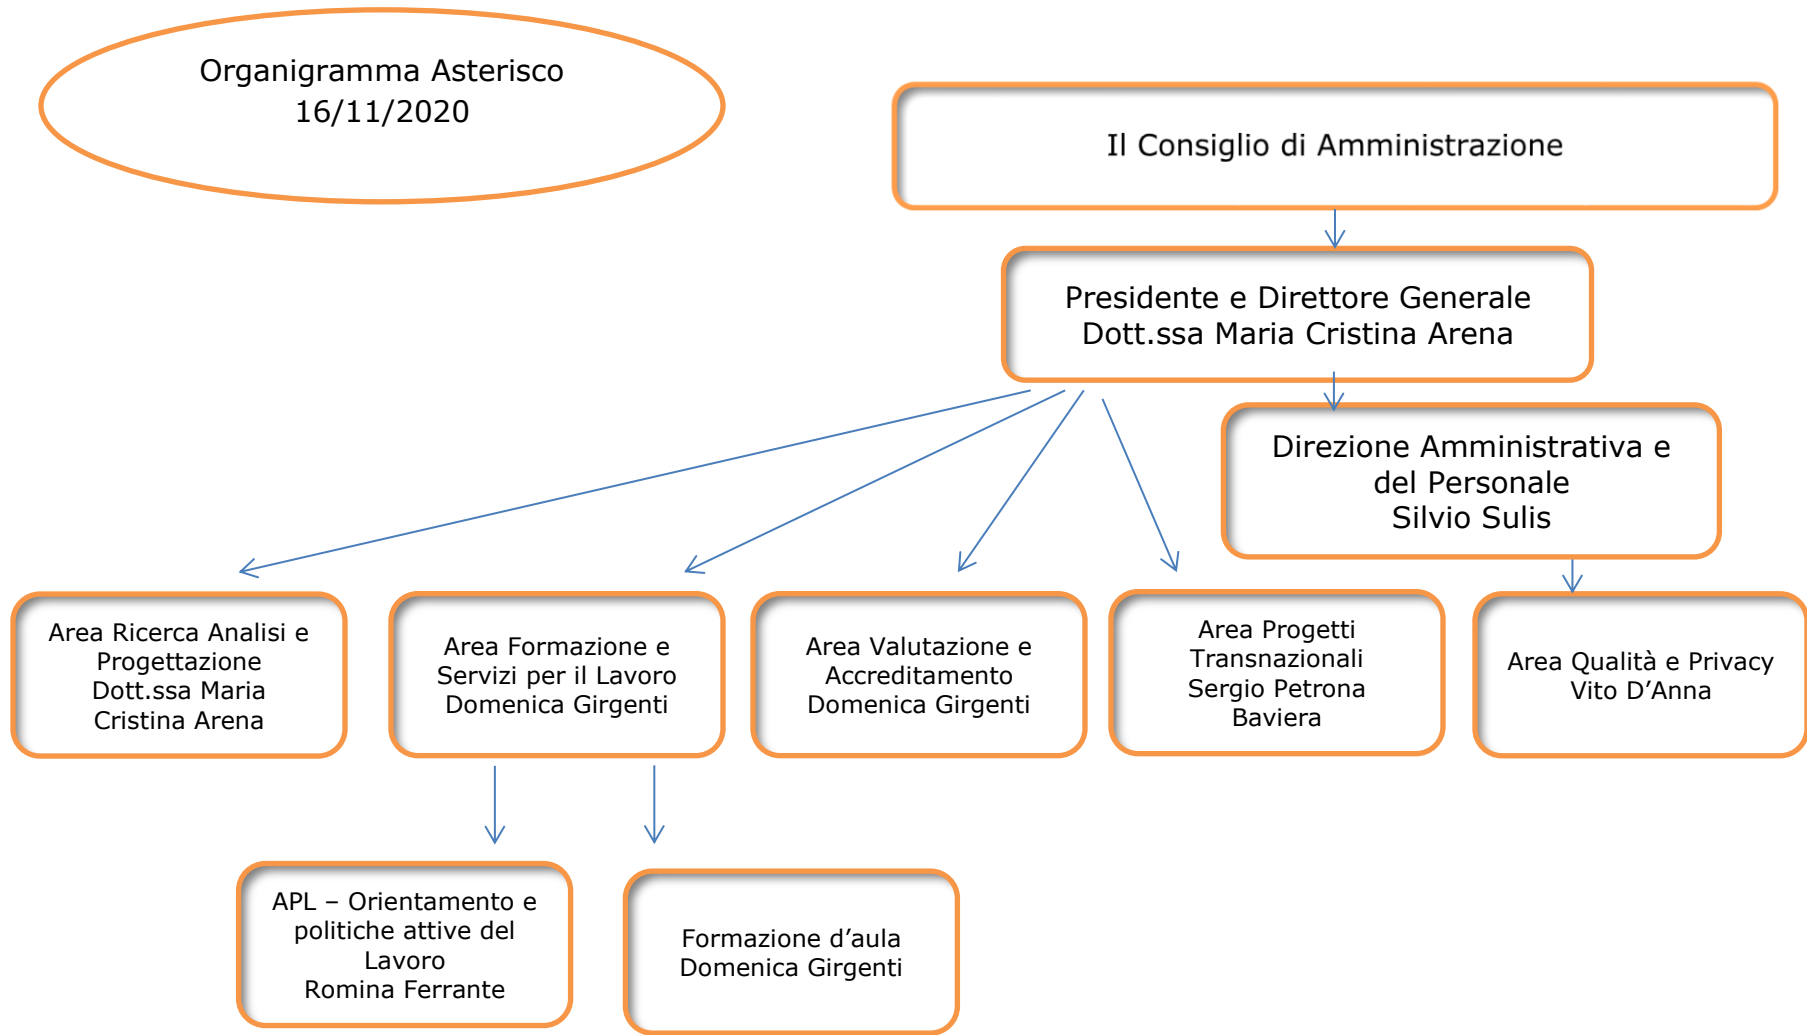 Organigramma Asterisco
16/11/2020
Il Consiglio di Amministrazione
Presidente e Direttore Generale
Dott.ssa Maria Cristina Arena
Direzione Amministrativa e
del Personale
Silvio Sulis
Area Ricerca Analisi e
Progettazione
Dott.ssa Maria
Cristina Arena
Area Formazione e
Servizi per il Lavoro
Domenica Girgenti
Area Valutazione e
Accreditamento
Domenica Girgenti
Area Progetti
Transnazionali
Sergio Petrona
Baviera
Area Qualità e Privacy
Vito D’Anna
APL – Orientamento e
politiche attive del
Lavoro
Romina Ferrante
Formazione d’aula
Domenica Girgenti